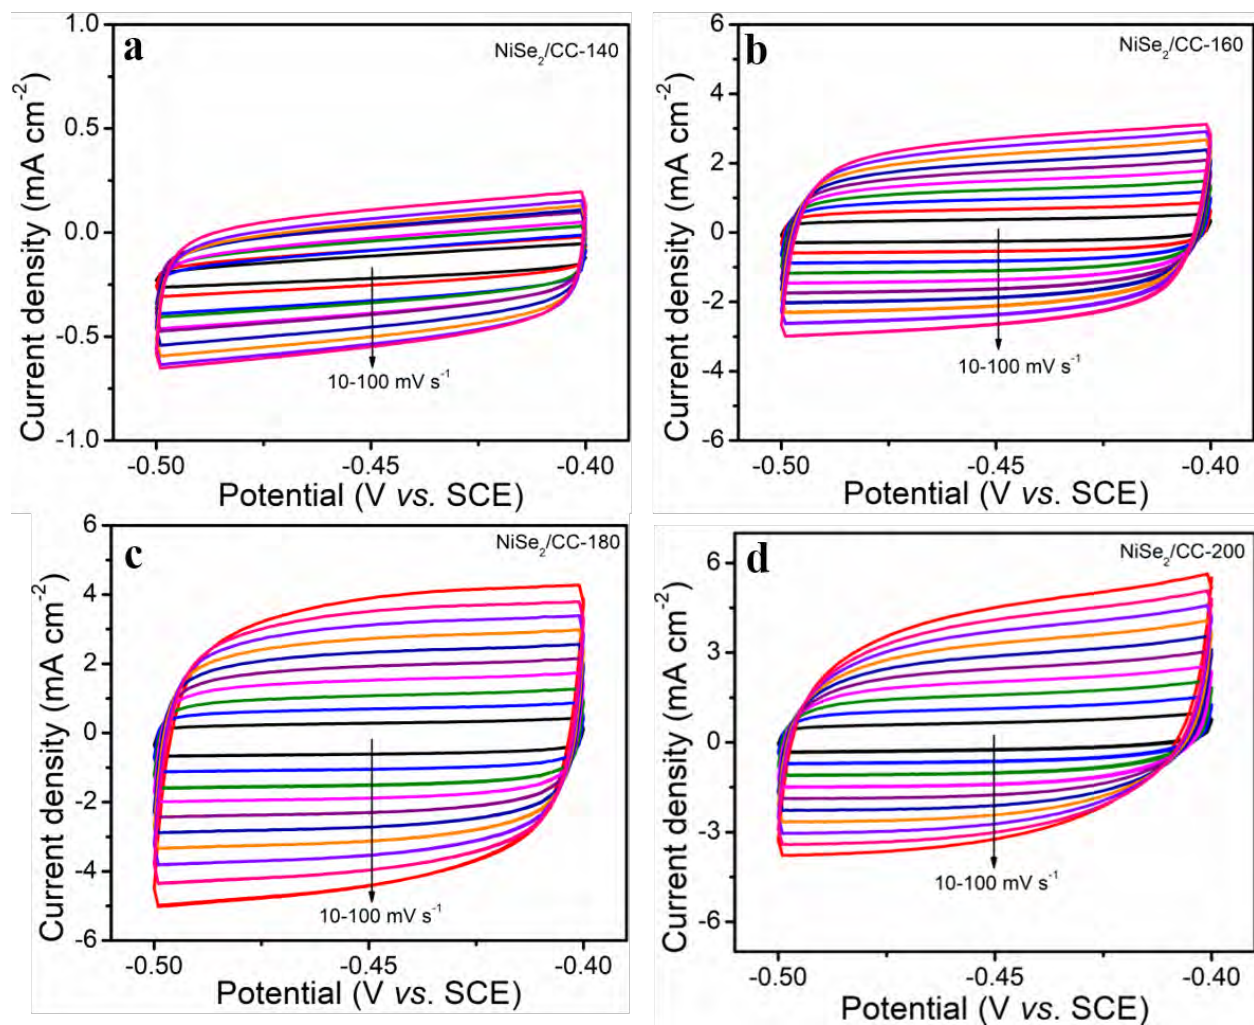 a
NiSe₂/CC-140
1.0
0.5
0.0
-0.5
-1.0
Current density (mA cm⁻²)
10-100 mV s⁻¹
-0.50 -0.45 -0.40
Potential (V vs. SCE)
b
NiSe₂/CC-160
6
4
2
0
-2
-4
-6
Current density (mA cm⁻²)
10-100 mV s⁻¹
-0.50 -0.45 -0.40
Potential (V vs. SCE)
c
NiSe₂/CC-180
6
4
2
0
-2
-4
-6
Current density (mA cm⁻²)
10-100 mV s⁻¹
-0.50 -0.45 -0.40
Potential (V vs. SCE)
d
NiSe₂/CC-200
6
3
0
-3
-6
Current density (mA cm⁻²)
10-100 mV s⁻¹
-0.50 -0.45 -0.40
Potential (V vs. SCE)